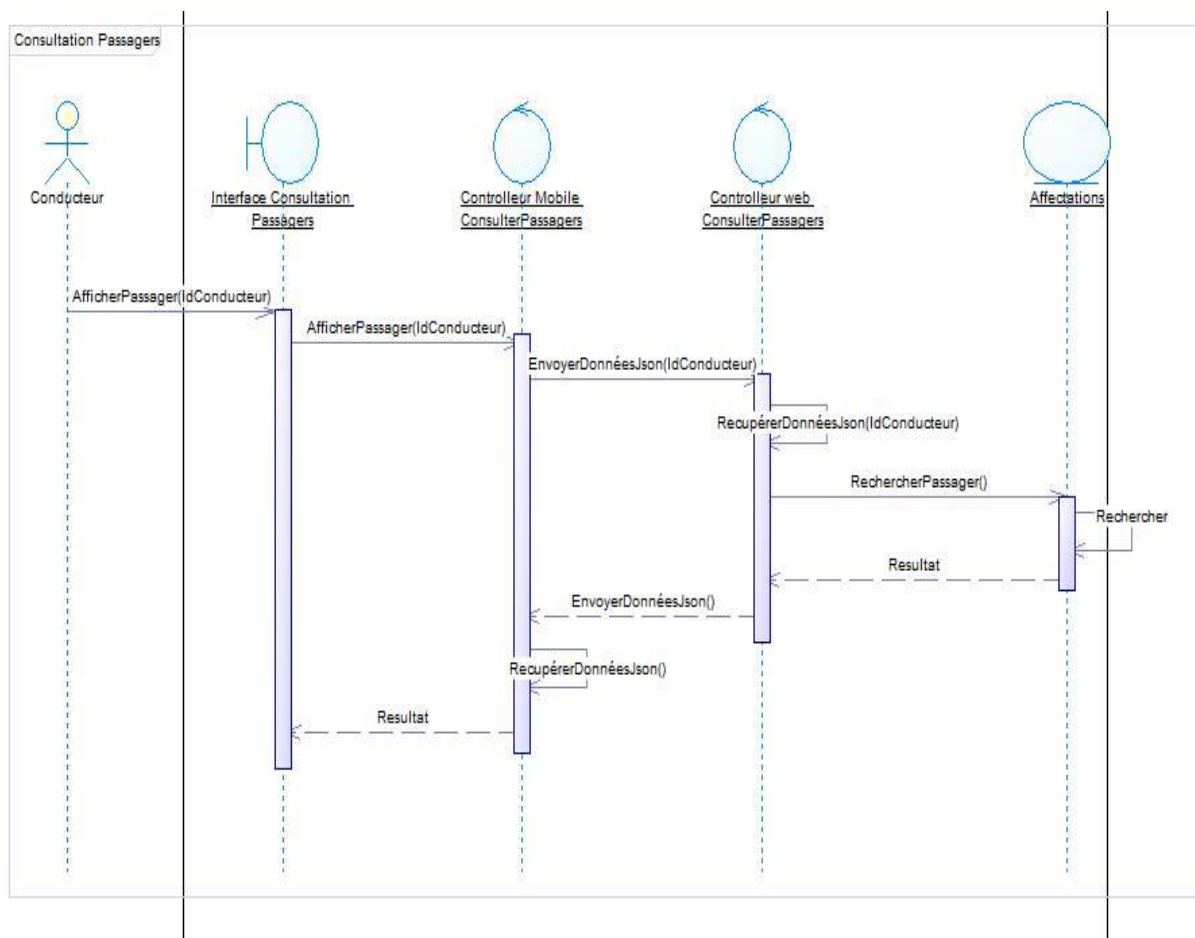 Consultation Passagers
Conducteur
Interface Consultation
Passagers
Controlleur Mobile
ConsulterPassagers
Controlleur web
ConsulterPassagers
Affectations
AfficherPassager(IdConducteur)
AfficherPassager(IdConducteur)
EnvoyerDonnéesJson(IdConducteur)
RecupérerDonnéesJson(IdConducteur)
RechercherPassager()
Rechercher
Resultat
EnvoyerDonnéesJson()
RecupérerDonnéesJson()
Resultat